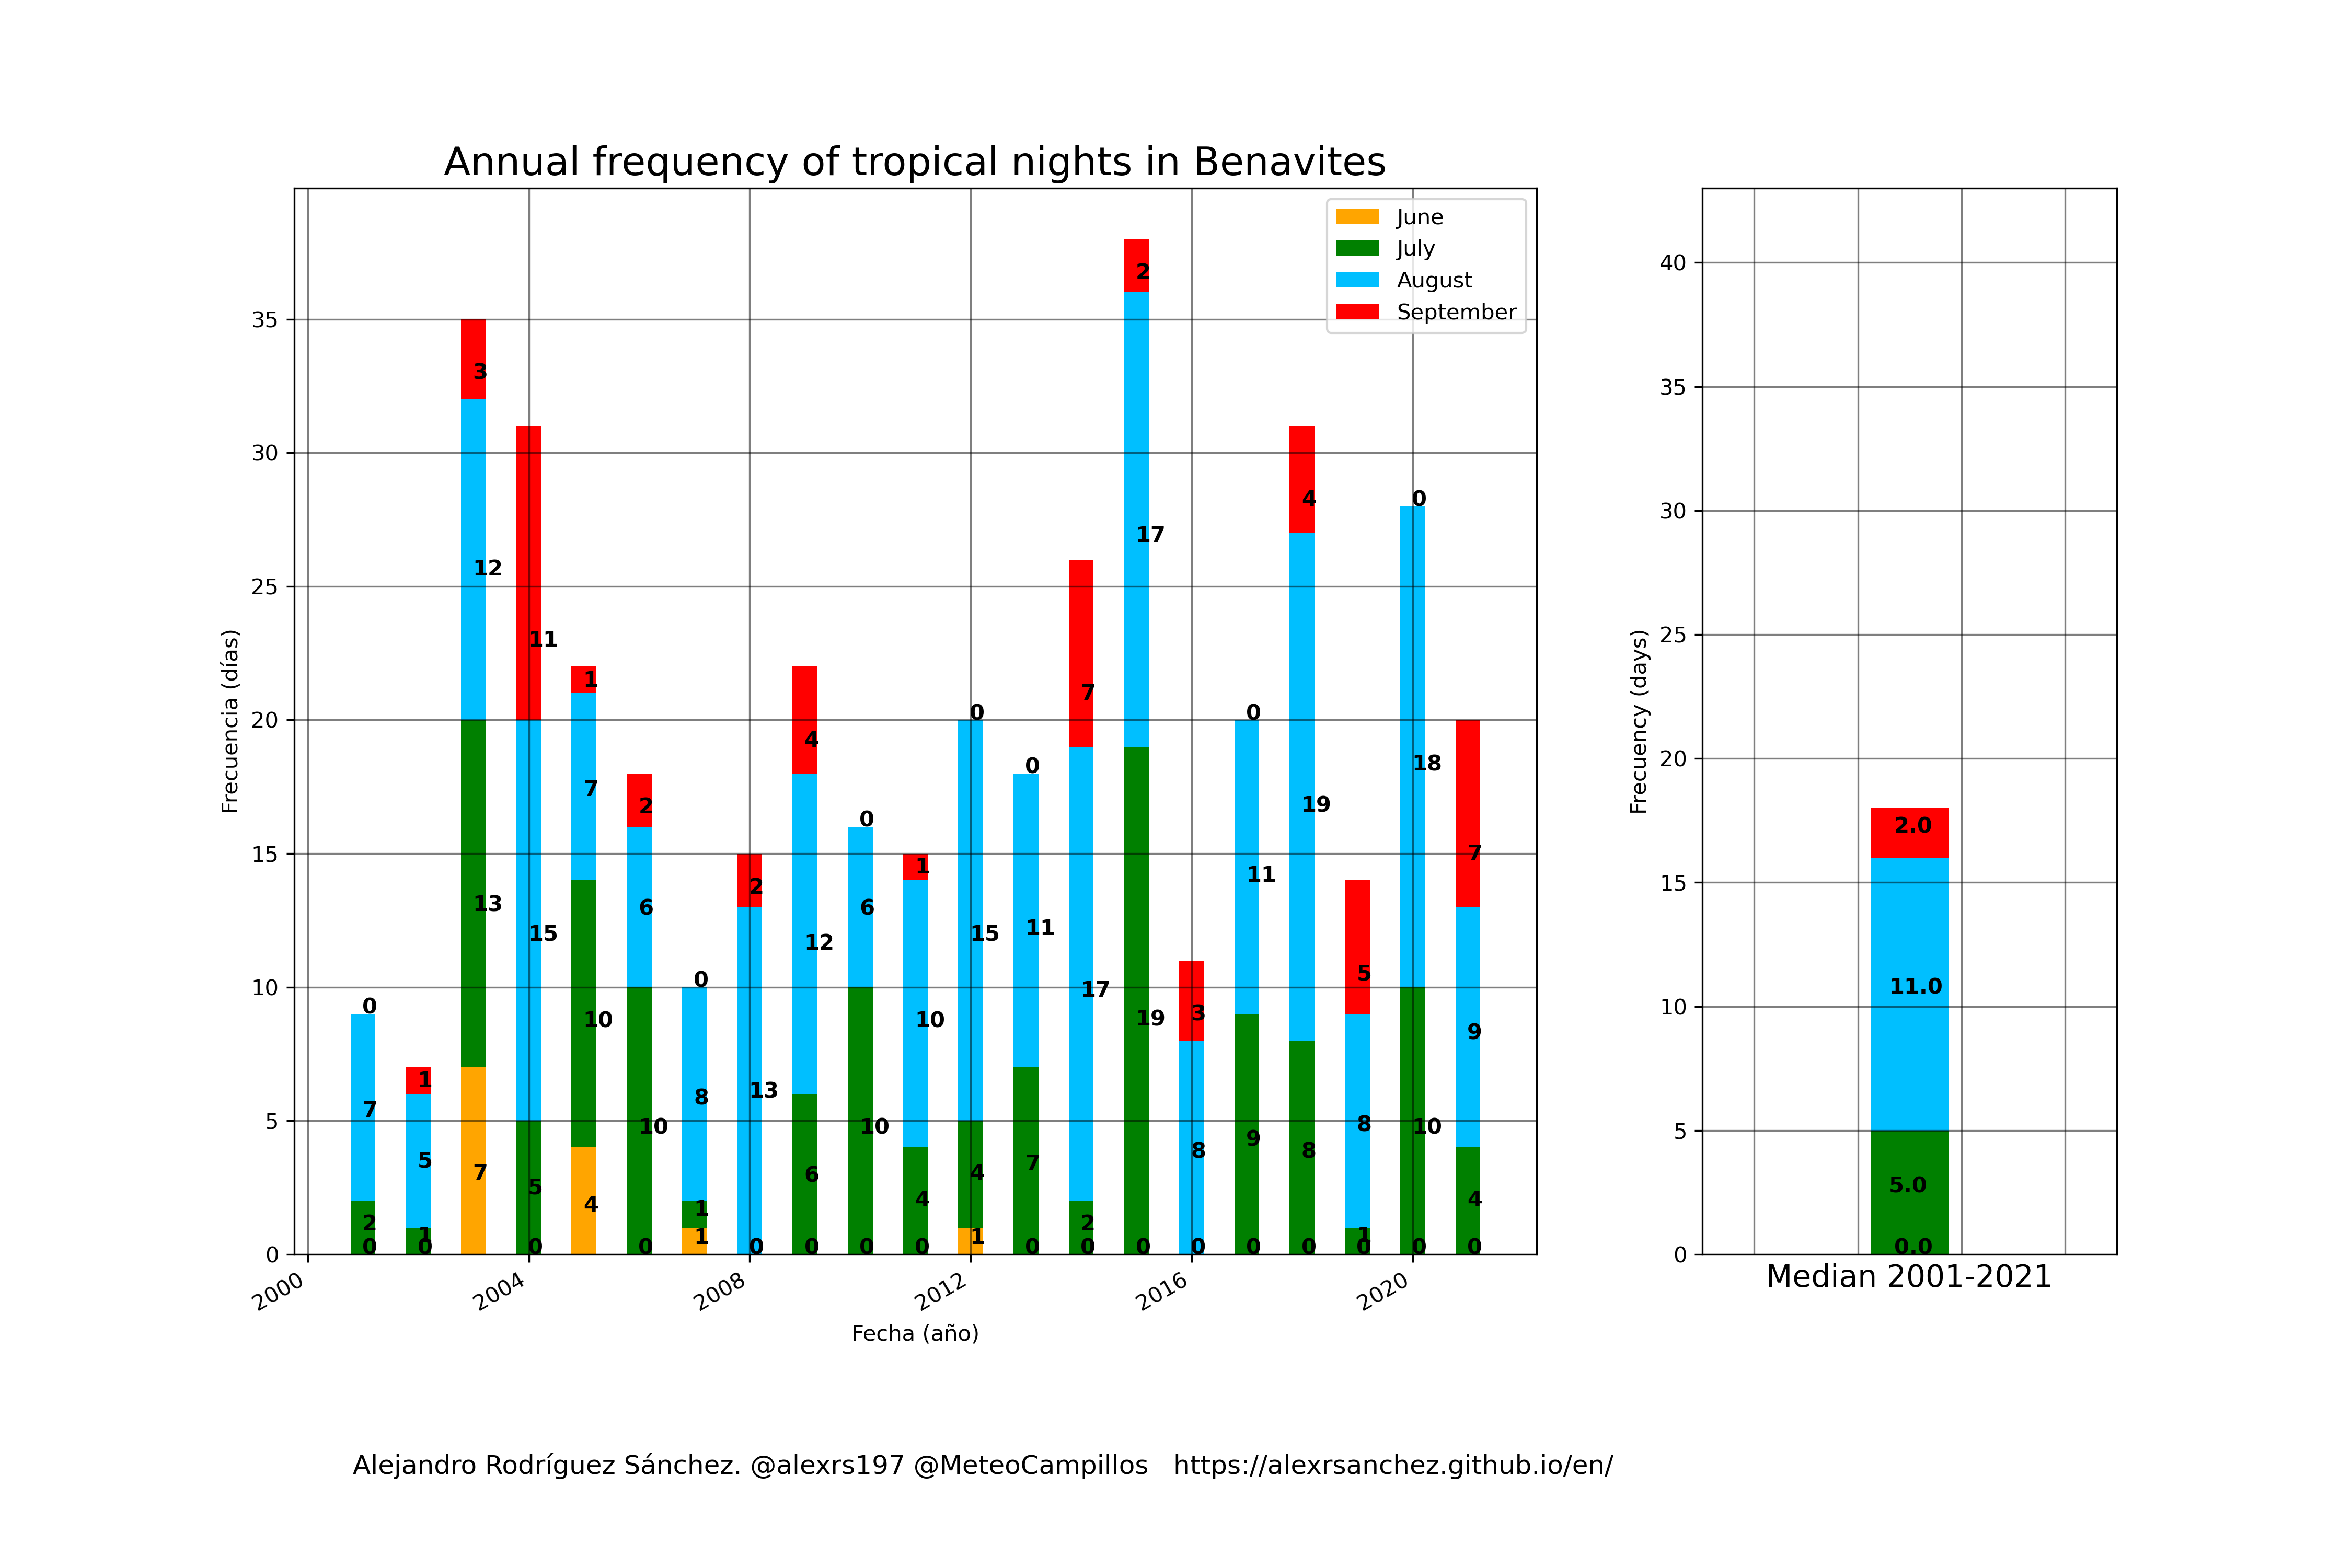 Annual frequency of tropical nights in Benavites
June
July
August
September
Frecuencia (días)
35
30
25
20
15
10
5
0
0 7 2 0
1 5 1 0
3 12 13 7
11 15 5 0
1 7 10 4
2 6 10 0
0 8 1 1
2 13 0
4 12 6 0
0 6 10 0
1 10 4 0
0 15 4 1
0 11 7 0
7 17 2 0
2 17 19 0
3 8 0
0 11 9 0
4 19 8 0
5 8 1 0
0 18 10 0
7 9 4 0
2000 2004 2008 2012 2016 2020
Fecha (año)
Frecuency (days)
40
35
30
25
20
15
10
5
0
2.0
11.0
5.0
0.0
Median 2001-2021
Alejandro Rodríguez Sánchez. @alexrs197 @MeteoCampillos https://alexrsanchez.github.io/en/